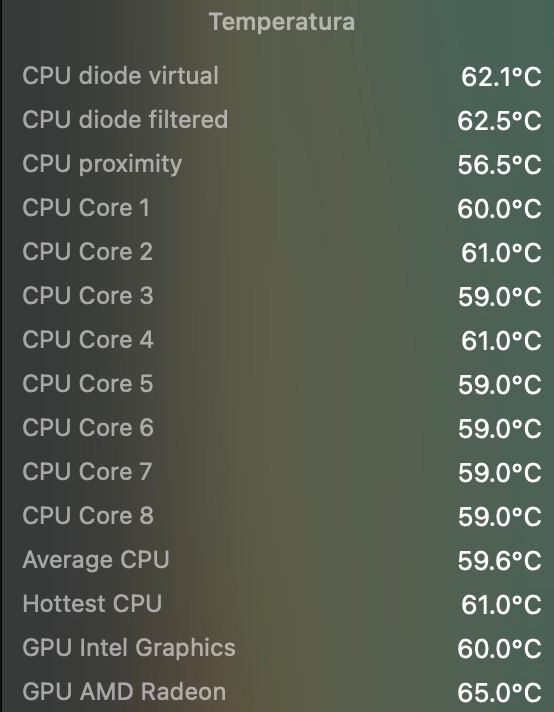 Temperatura
CPU diode virtual 62.1°C
CPU diode filtered 62.5°C
CPU proximity 56.5°C
CPU Core 1 60.0°C
CPU Core 2 61.0°C
CPU Core 3 59.0°C
CPU Core 4 61.0°C
CPU Core 5 59.0°C
CPU Core 6 59.0°C
CPU Core 7 59.0°C
CPU Core 8 59.0°C
Average CPU 59.6°C
Hottest CPU 61.0°C
GPU Intel Graphics 60.0°C
GPU AMD Radeon 65.0°C